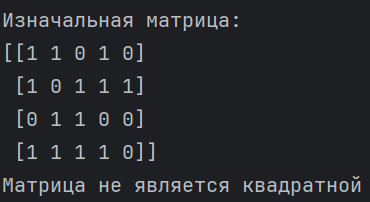 Изначальная матрица:
[[1 1 0 1 0]
 [1 0 1 1 1]
 [0 1 1 0 0]
 [1 1 1 1 0]]
Матрица не является квадратной